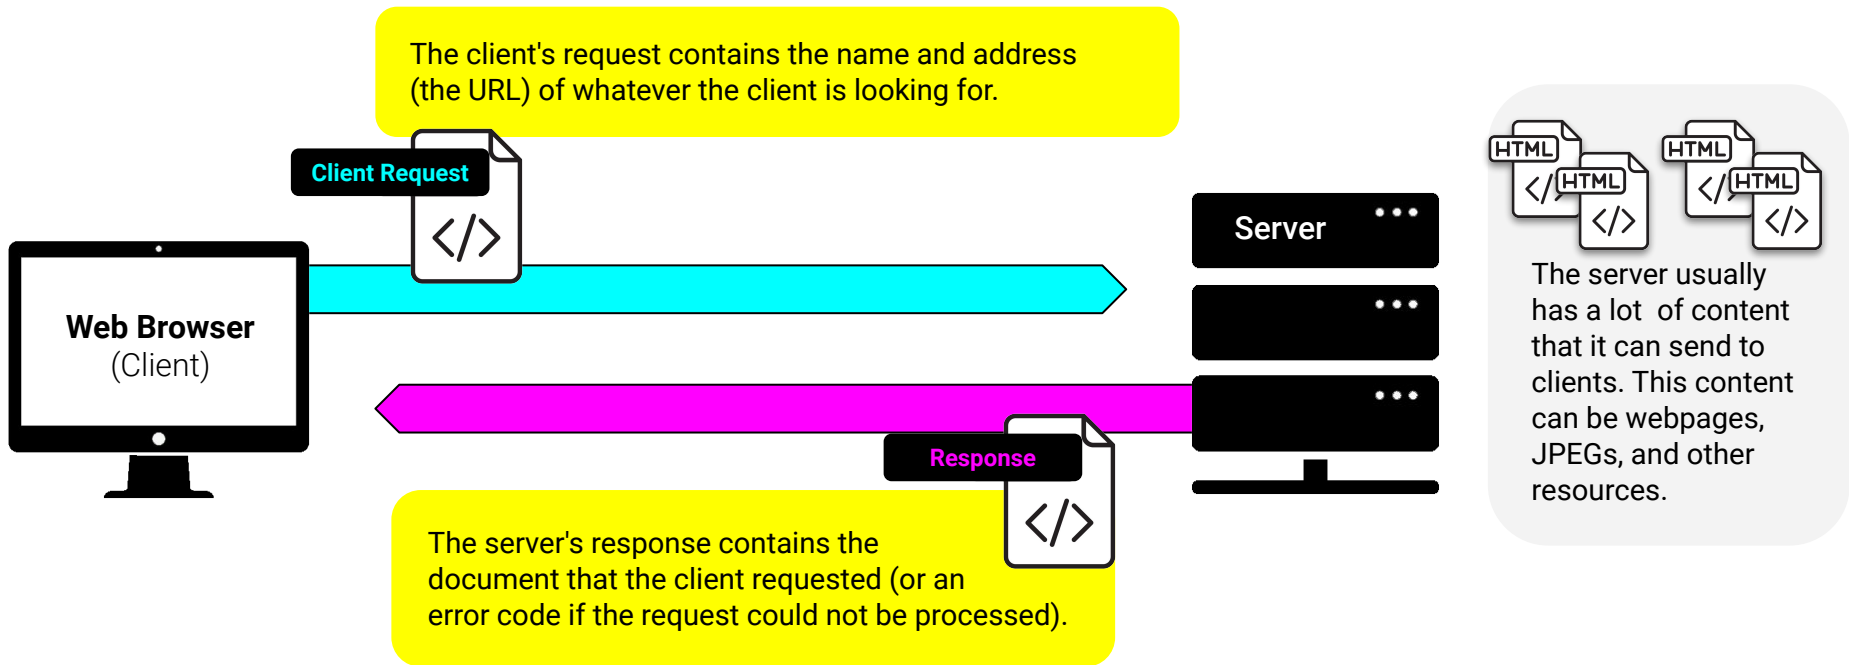 The client's request contains the name and address
(the URL) of whatever the client is looking for.
Client Request
</>
Web Browser
(Client)
Server
Response
</>
The server's response contains the
document that the client requested (or an
error code if the request could not be processed).
HTML
HTML
</>
HTML
HTML
</>
The server usually
has a lot of content
that it can send to
clients. This content
can be webpages,
JPEGs, and other
resources.